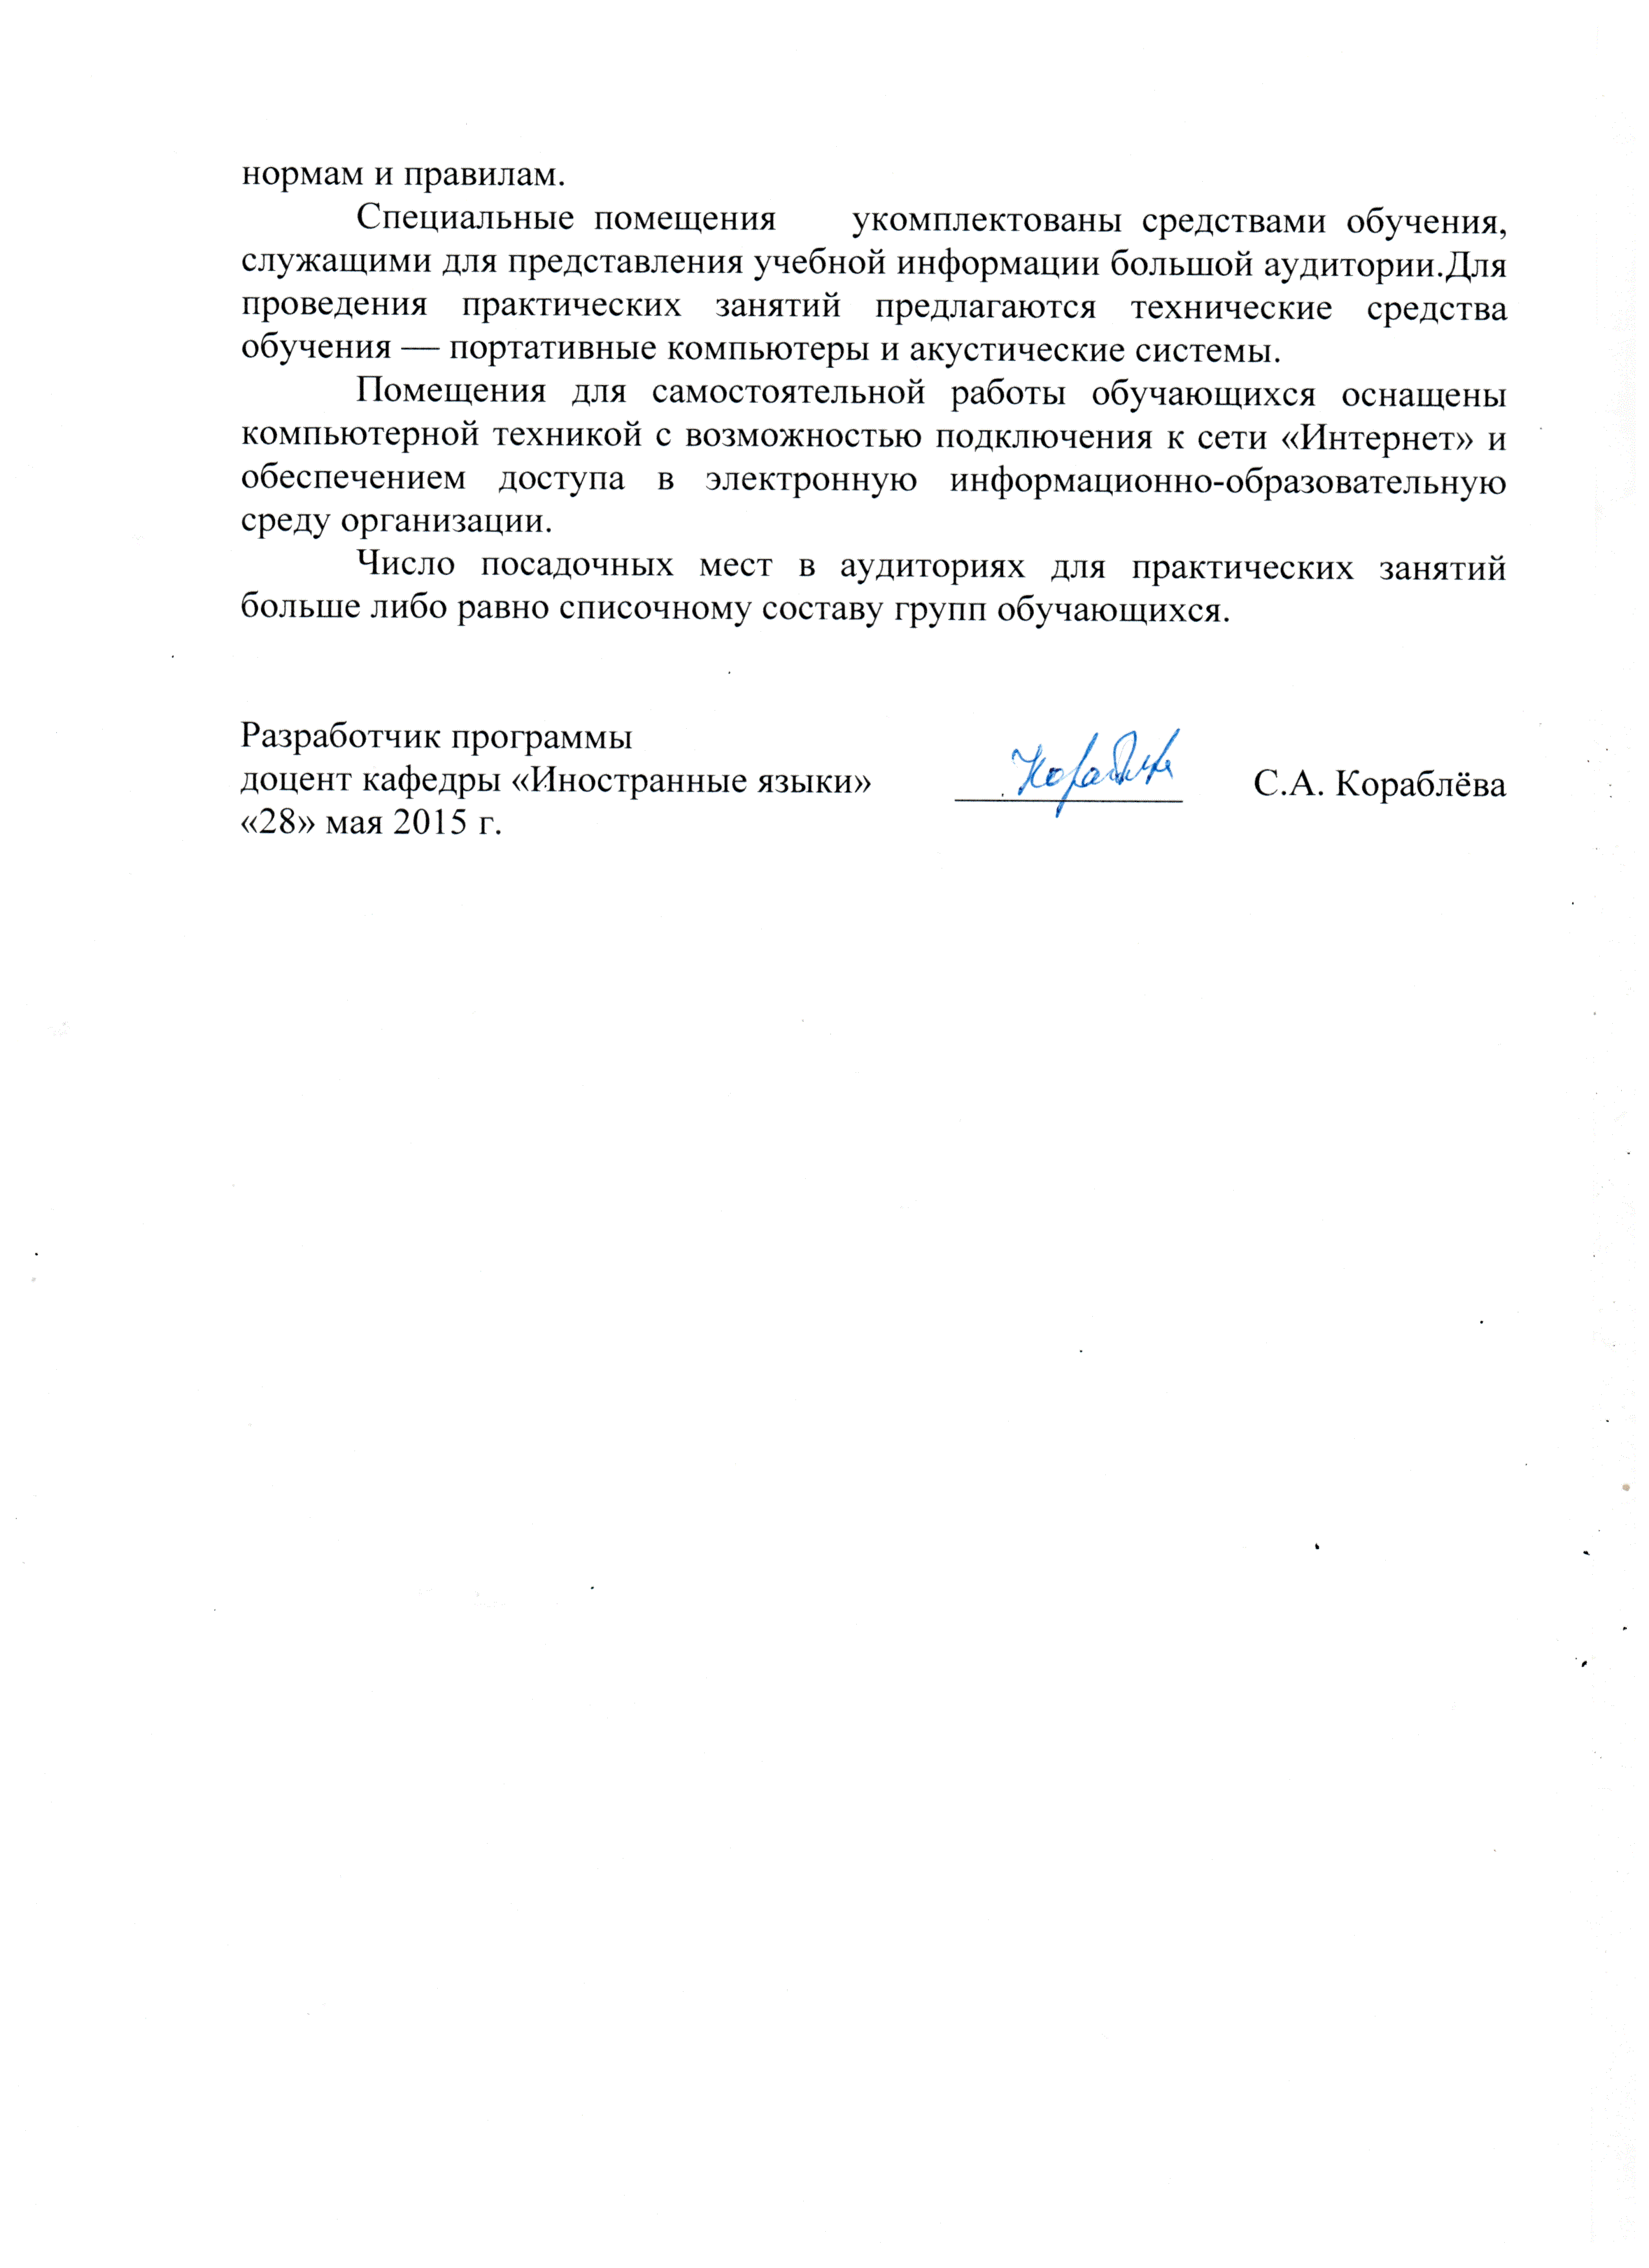 нормам и правилам.
Специальные помещения укомплектованы средствами обучения,
служащими для представления учебной информации большой аудитории.Для
проведения практических занятий предлагаются технические средства
обучения — портативные компьютеры и акустические системы.
Помещения для самостоятельной работы обучающихся оснащены
компьютерной техникой с возможностью подключения к сети «Интернет» и
обеспечением доступа в электронную информационно-образовательную
среду организации.
Число посадочных мест в аудиториях для практических занятий
больше либо равно списочному составу групп обучающихся.
Разработчик программы
доцент кафедры «Иностранные языки» С.А. Кораблёва
«28» мая 2015 г.